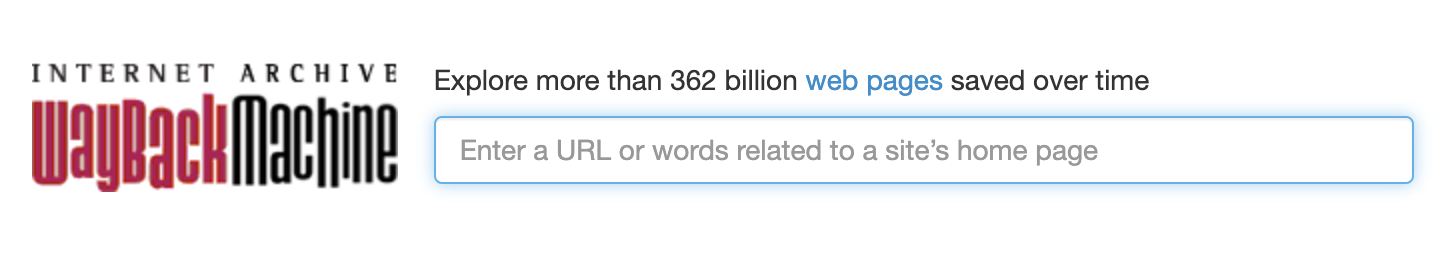 INTERNET ARCHIVE
WayBackMachine
Explore more than 362 billion web pages saved over time
Enter a URL or words related to a site’s home page